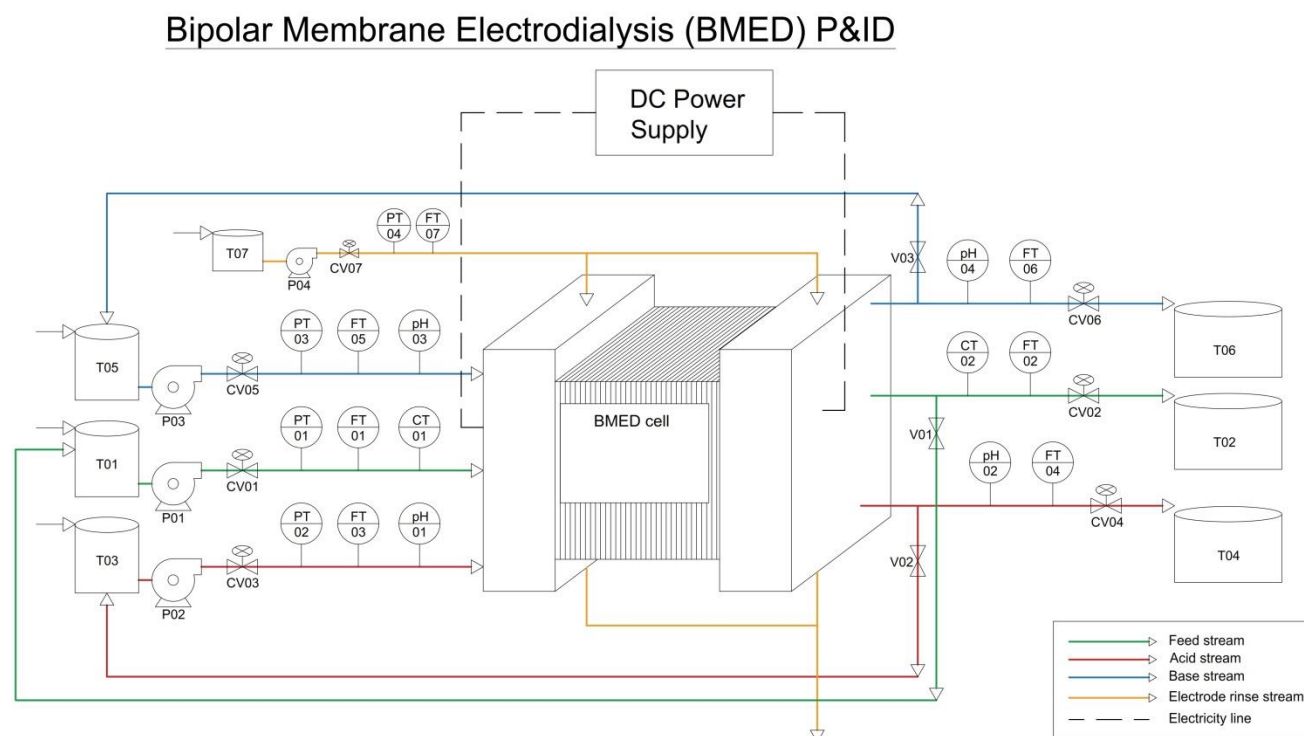 Bipolar Membrane Electrodialysis (BMED) P&ID
DC Power
Supply
PT
04
FT
07
T07
P04
CV07
V03
pH
04
FT
06
CV06
T06
PT
03
FT
05
pH
03
T05
P03
CV05
CT
02
FT
02
CV02
T02
V01
BMED cell
PT
01
FT
01
CT
01
T01
P01
CV01
pH
02
FT
04
CV04
T04
V02
PT
02
FT
03
pH
01
T03
P02
CV03
Feed stream
Acid stream
Base stream
Electrode rinse stream
Electricity line